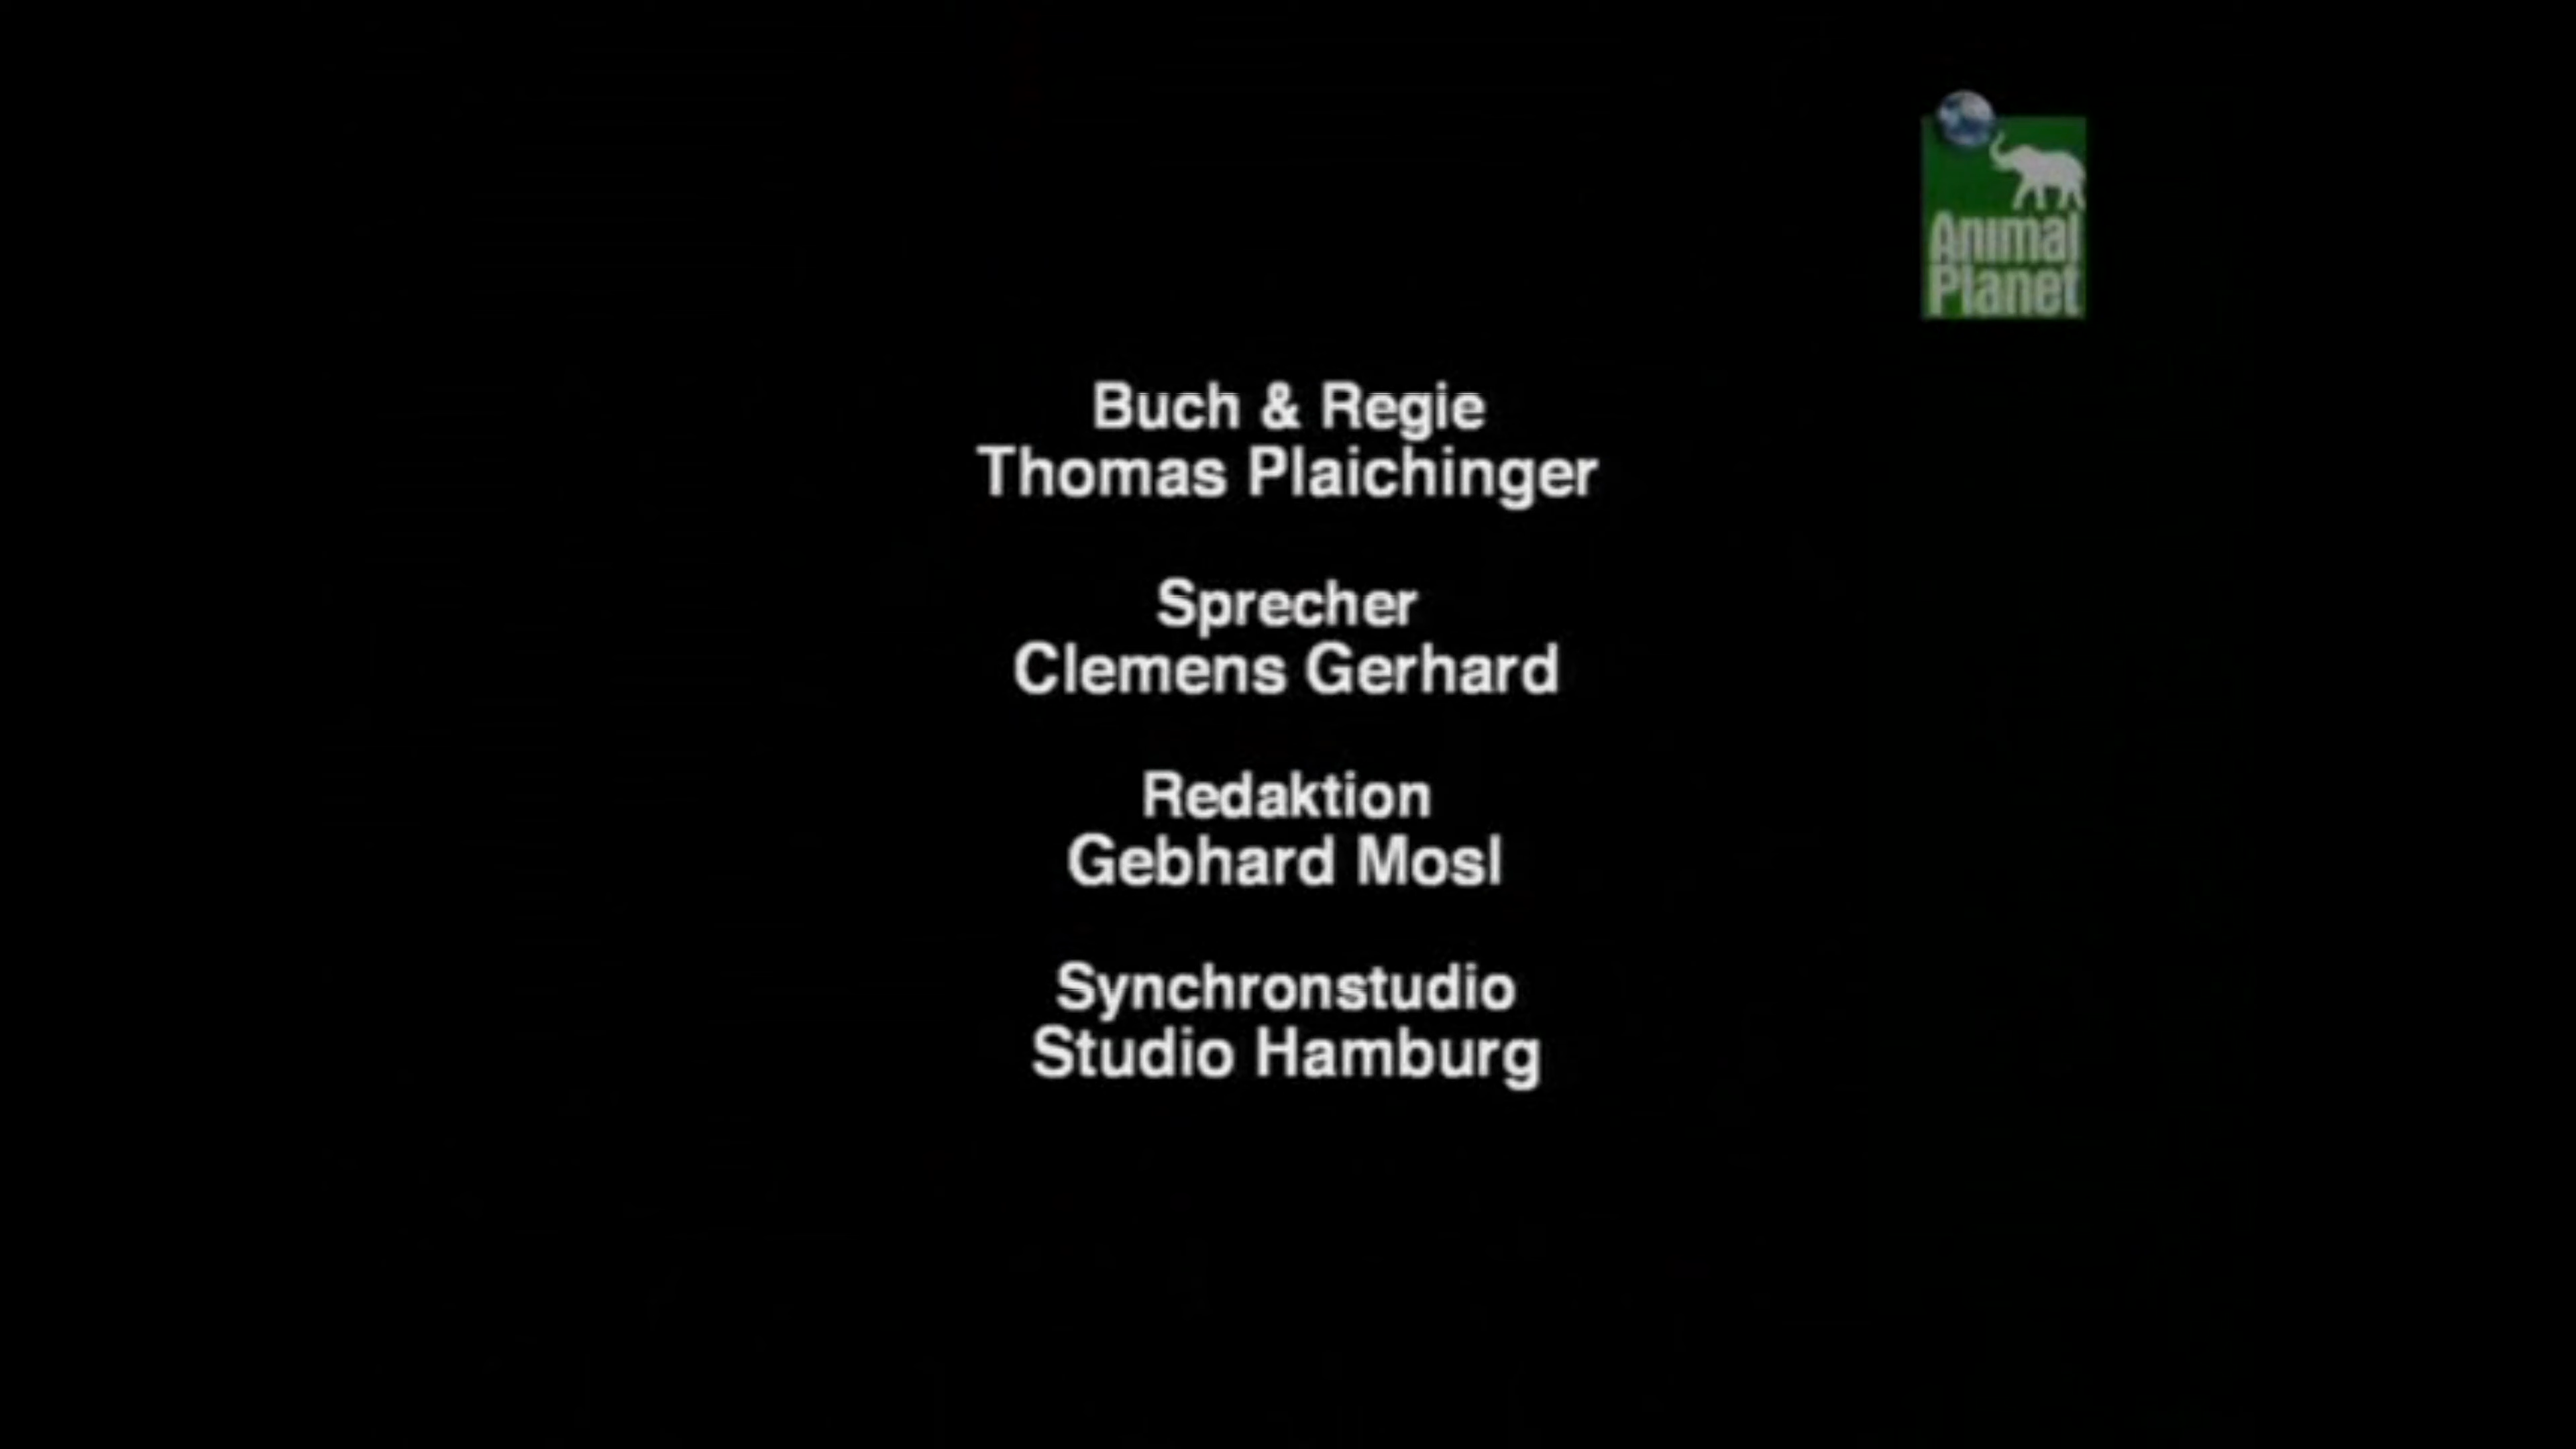 Animal
Planet
Buch & Regie
Thomas Plaichinger
Sprecher
Clemens Gerhard
Redaktion
Gebhard Mosl
Synchronstudio
Studio Hamburg